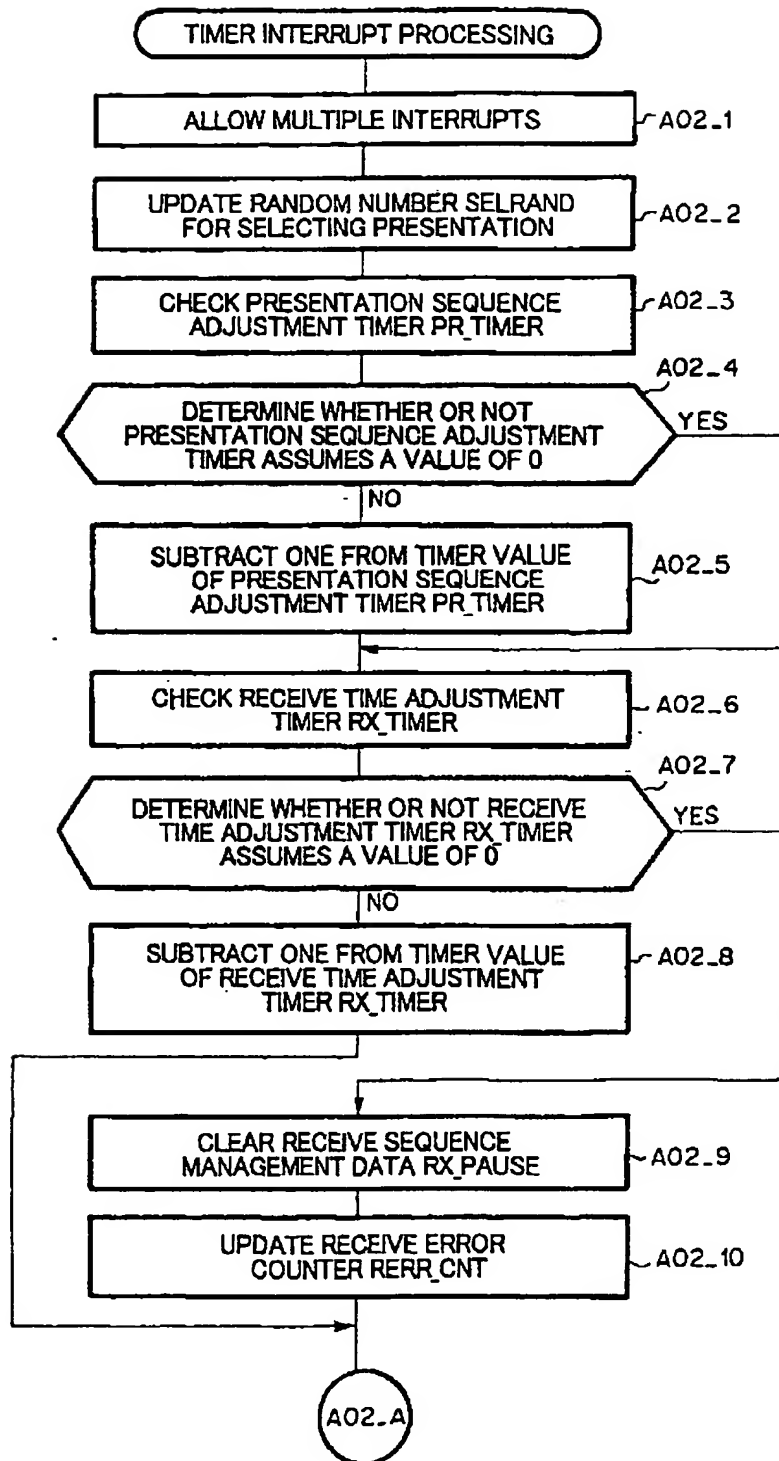 TIMER INTERRUPT PROCESSING
ALLOW MULTIPLE INTERRUPTS
A02_1
UPDATE RANDOM NUMBER SELRAND
FOR SELECTING PRESENTATION
A02_2
CHECK PRESENTATION SEQUENCE
ADJUSTMENT TIMER PR_TIMER
A02_3
A02_4
DETERMINE WHETHER OR NOT
PRESENTATION SEQUENCE ADJUSTMENT
TIMER ASSUMES A VALUE OF 0
YES
NO
SUBTRACT ONE FROM TIMER VALUE
OF PRESENTATION SEQUENCE
ADJUSTMENT TIMER PR_TIMER
A02_5
CHECK RECEIVE TIME ADJUSTMENT
TIMER RX_TIMER
A02_6
A02_7
DETERMINE WHETHER OR NOT RECEIVE
TIME ADJUSTMENT TIMER RX_TIMER
ASSUMES A VALUE OF 0
YES
NO
SUBTRACT ONE FROM TIMER VALUE
OF RECEIVE TIME ADJUSTMENT
TIMER RX_TIMER
A02_8
CLEAR RECEIVE SEQUENCE
MANAGEMENT DATA RX_PAUSE
A02_9
UPDATE RECEIVE ERROR
COUNTER RERR_CNT
A02_10
A02_A